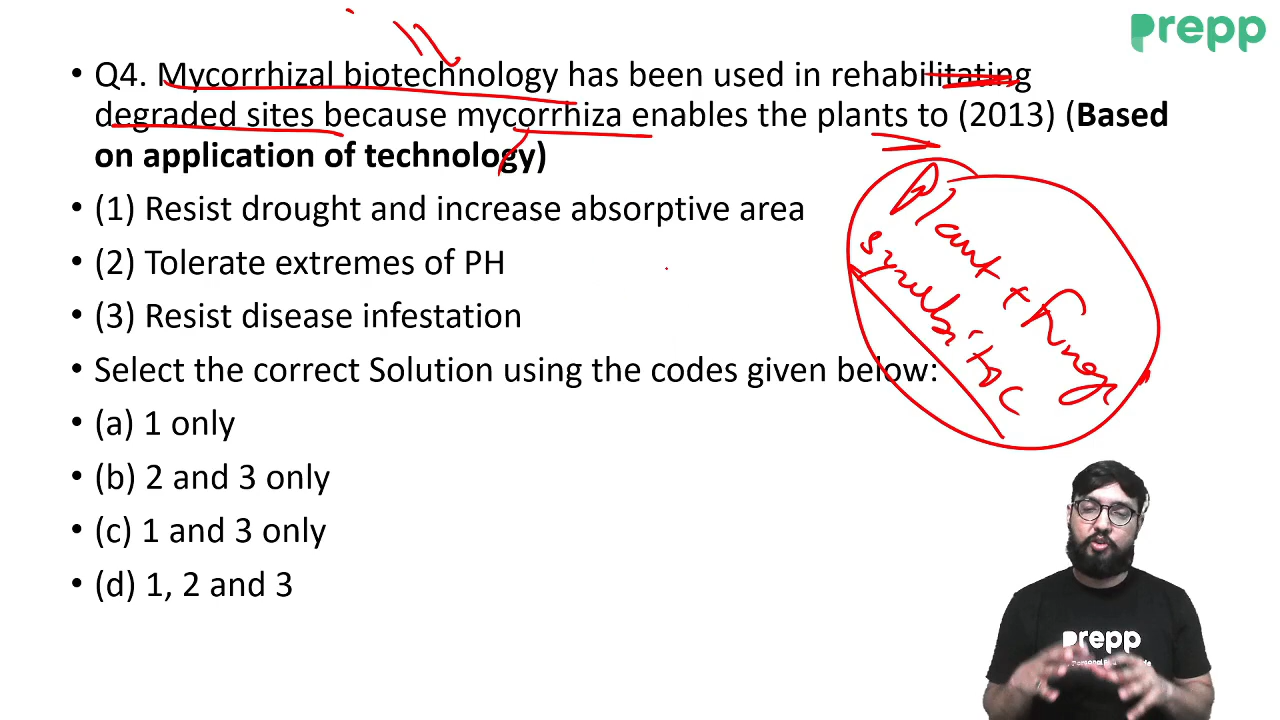 prepp
• Q4. Mycorrhizal biotechnology has been used in rehabilitating
degraded sites because mycorrhiza enables the plants to (2013) (Based
on application of technology)
• (1) Resist drought and increase absorptive area
• (2) Tolerate extremes of PH
• (3) Resist disease infestation
• Select the correct Solution using the codes given below:
• (a) 1 only
• (b) 2 and 3 only
• (c) 1 and 3 only
• (d) 1, 2 and 3
Plant +
prepp